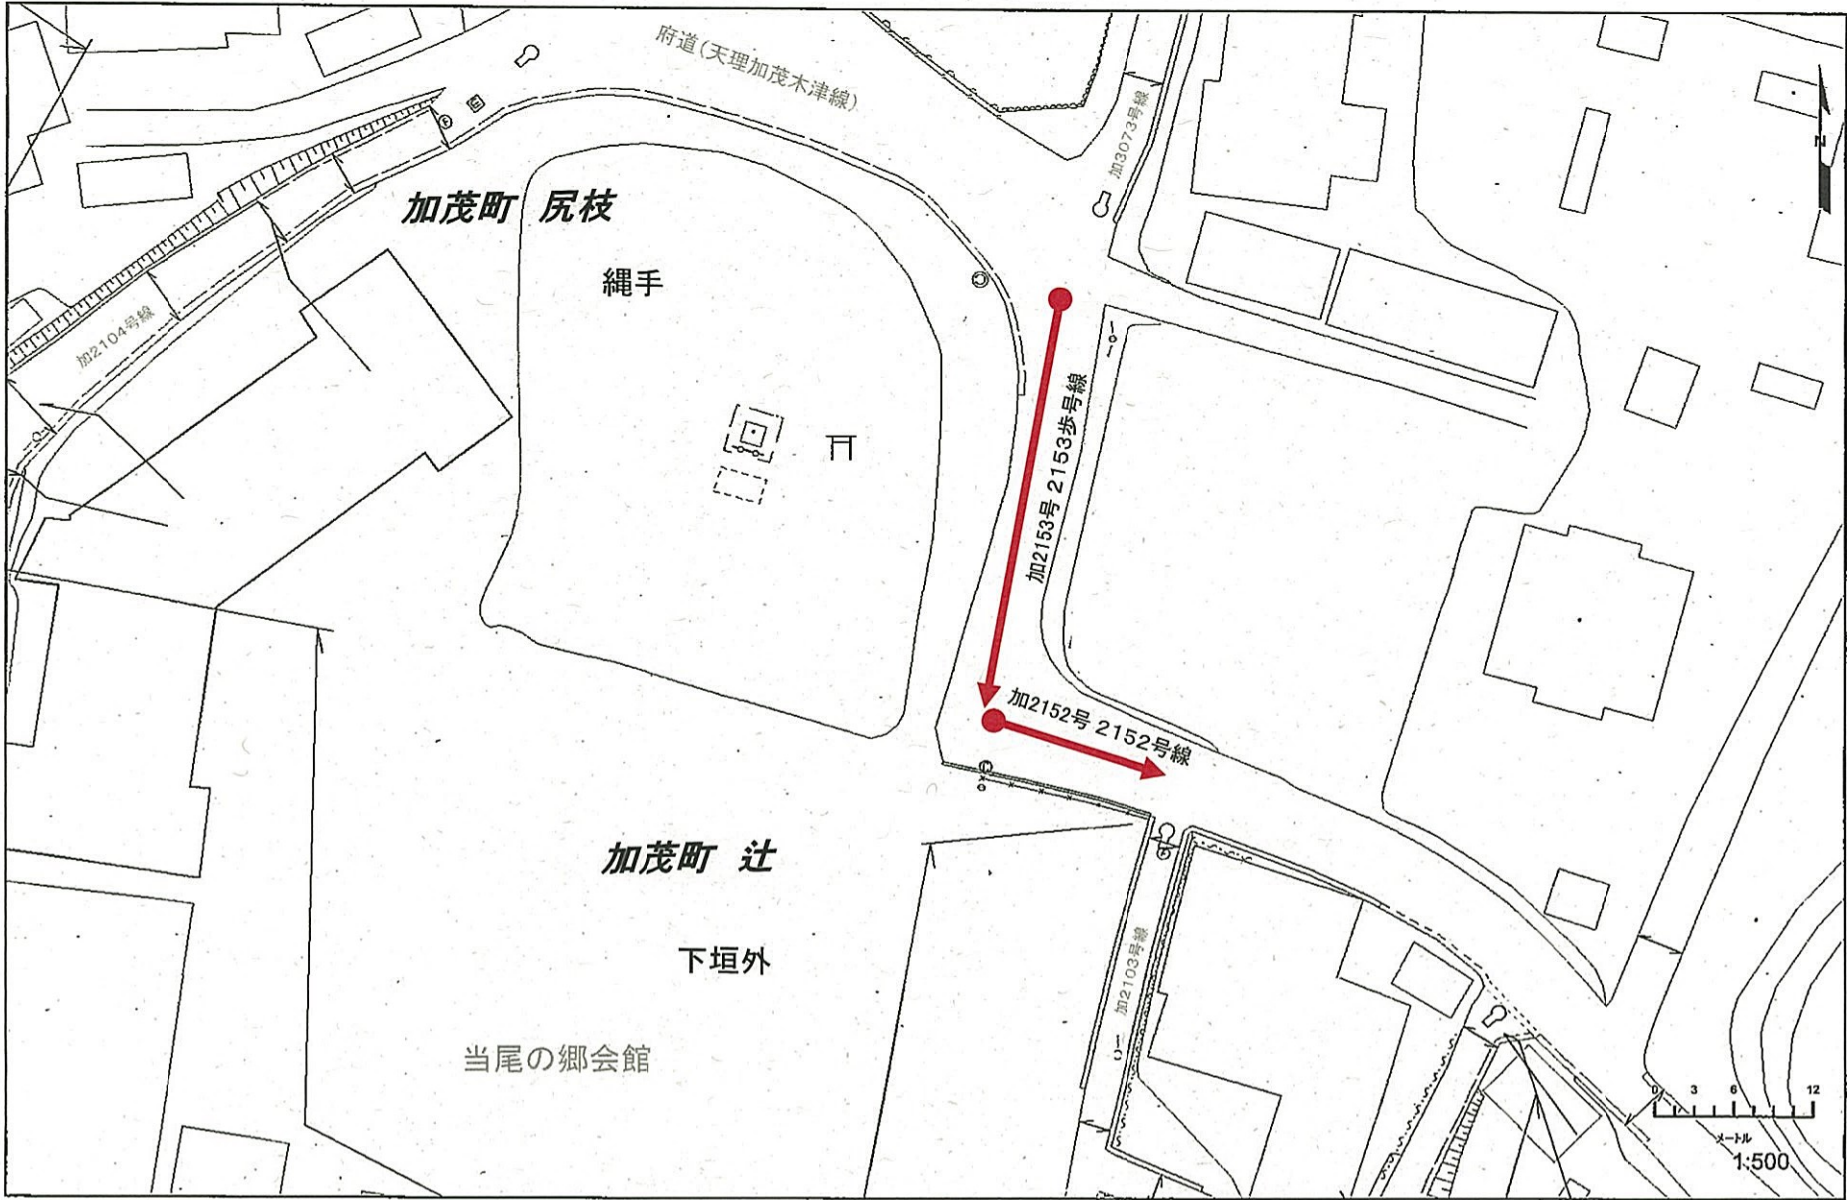 府道(天理加茂木津線)
加3073号線
N
加茂町 尻枝
縄手
加2104号線
加2153号 2153歩号線
加2152号 2152号線
加茂町 辻
下垣外
加2103号線
当尾の郷会館
0 3 6 12
メートル
1:500